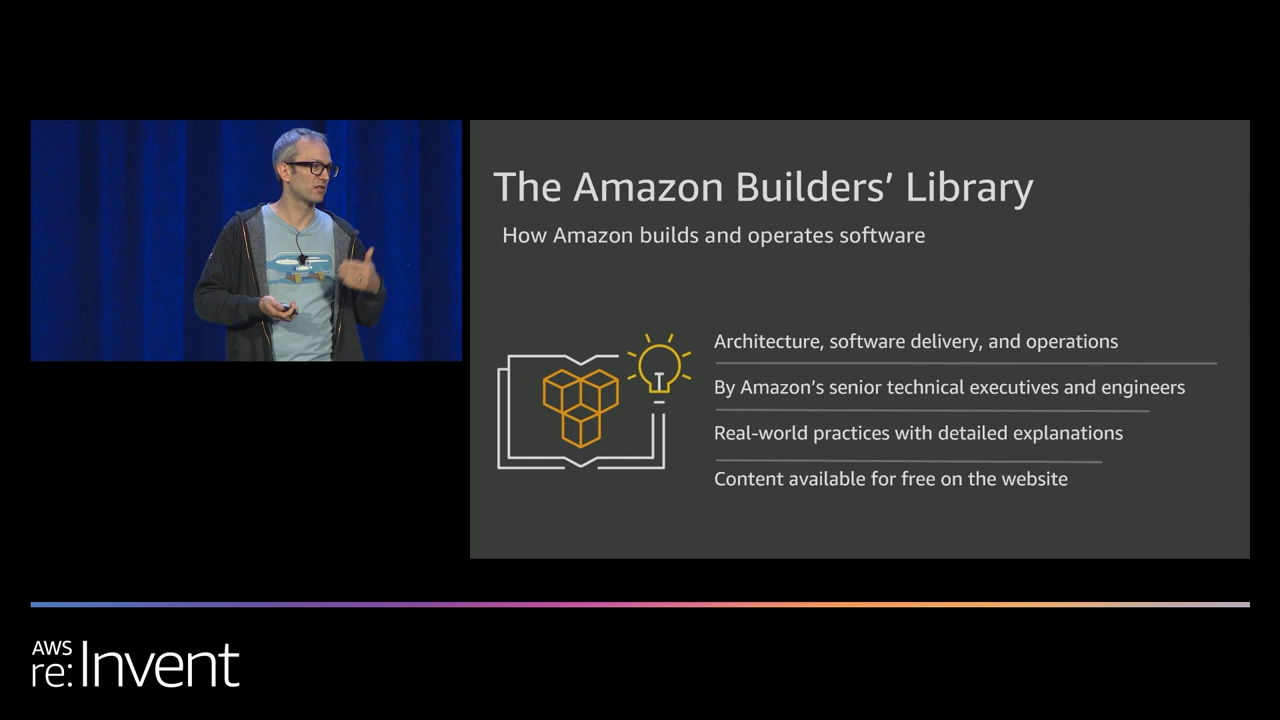 The Amazon Builders’ Library
How Amazon builds and operates software
Architecture, software delivery, and operations
By Amazon’s senior technical executives and engineers
Real-world practices with detailed explanations
Content available for free on the website
AWS
re:Invent